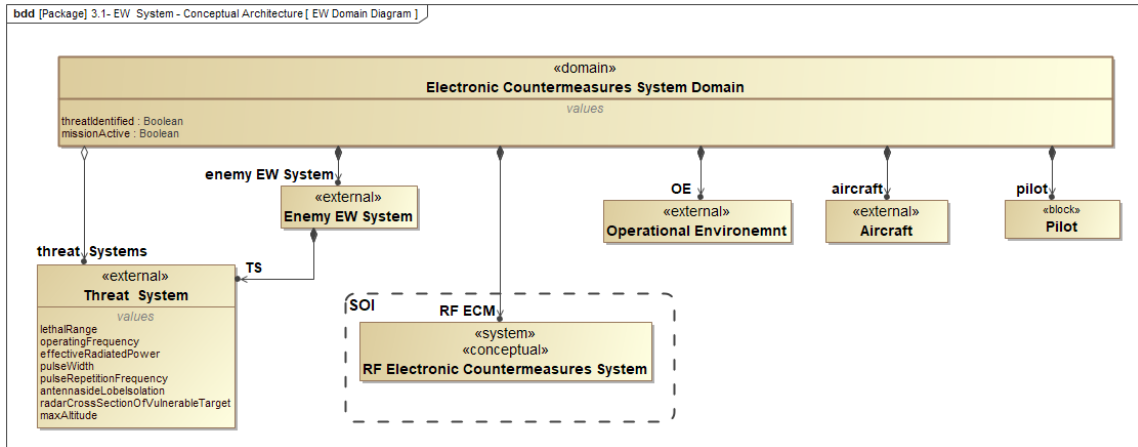 bdd [Package] 3.1- EW System - Conceptual Architecture [ EW Domain Diagram ]
«domain»
Electronic Countermeasures System Domain
values
threatIdentified : Boolean
missionActive : Boolean
enemy EW System
OE
aircraft
pilot
«external»
Enemy EW System
«external»
Operational Environemnt
«external»
Aircraft
«block»
Pilot
threat_Systems
TS
«external»
Threat System
values
lethalRange
operatingFrequency
effectiveRadiatedPower
pulseWidth
pulseRepetitionFrequency
antennasideLobeIsolation
radarCrossSectionOfVulnerableTarget
maxAltitude
SOI
RF ECM
«system»
«conceptual»
RF Electronic Countermeasures System